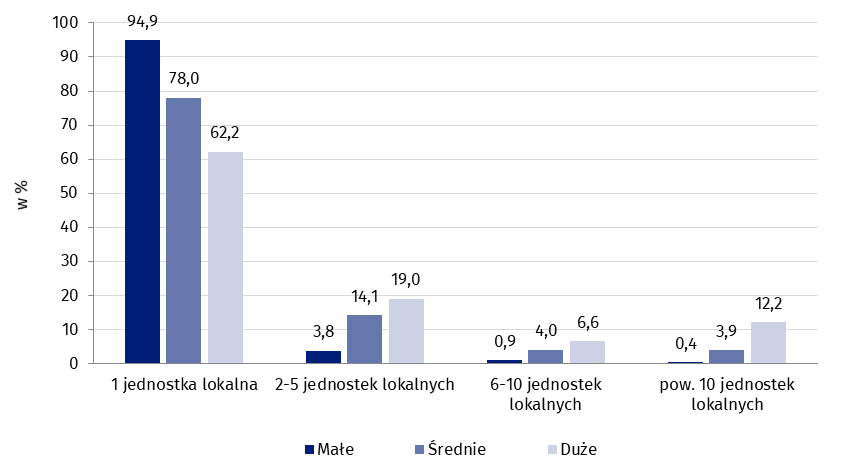 100
90
80
70
60
50
40
30
20
10
0
w %
94,9
78,0
62,2
3,8
14,1
19,0
0,9
4,0
6,6
0,4
3,9
12,2
1 jednostka lokalna
2-5 jednostek lokalnych
6-10 jednostek
lokalnych
pow. 10 jednostek
lokalnych
Małe
Średnie
Duże